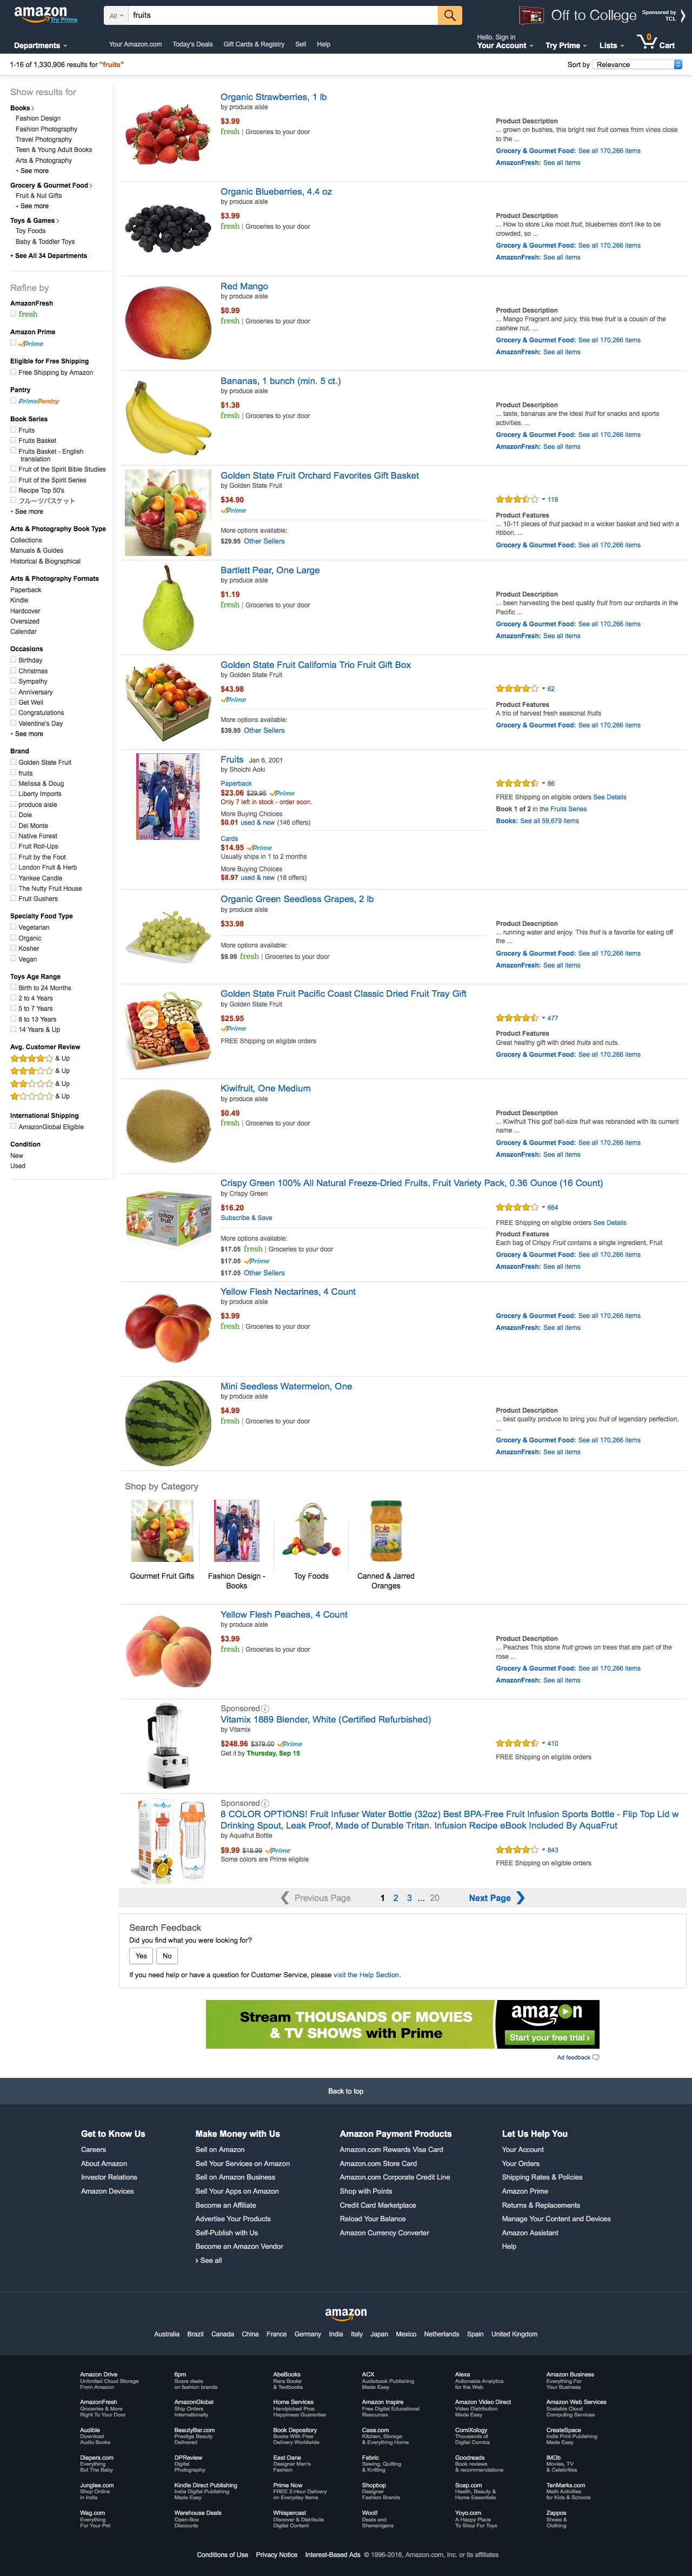 amazon
Try Prime
All
fruits
Off to College
Sponsored by
TCL
Departments
Your Amazon.com
Today's Deals
Gift Cards & Registry
Sell
Help
Hello. Sign in
Your Account
Try Prime
Lists
0
Cart
1-16 of 1,330,906 results for "fruits"
Sort by
Relevance
Show results for
Books ›
Fashion Design
Fashion Photography
Travel Photography
Teen & Young Adult Books
Arts & Photography
+ See more
Grocery & Gourmet Food ›
Fruit & Nut Gifts
+ See more
Toys & Games ›
Toy Foods
Baby & Toddler Toys
+ See All 34 Departments
Refine by
AmazonFresh
fresh
Amazon Prime
Prime
Eligible for Free Shipping
Free Shipping by Amazon
Pantry
PrimePantry
Book Series
Fruits
Fruits Basket
Fruits Basket - English
translation
Fruit of the Spirit Bible Studies
Fruit of the Spirit Series
Recipe Top 50's
フルーツバスケット
+ See more
Arts & Photography Book Type
Collections
Manuals & Guides
Historical & Biographical
Arts & Photography Formats
Paperback
Kindle
Hardcover
Oversized
Calendar
Occasions
Birthday
Christmas
Sympathy
Anniversary
Get Well
Congratulations
Valentine's Day
+ See more
Brand
Golden State Fruit
fruits
Melissa & Doug
Liberty Imports
produce aisle
Dole
Del Monte
Native Forest
Fruit Roll-Ups
Fruit by the Foot
London Fruit & Herb
Yankee Candle
The Nutty Fruit House
Fruit Gushers
Specialty Food Type
Vegetarian
Organic
Kosher
Vegan
Toys Age Range
Birth to 24 Months
2 to 4 Years
5 to 7 Years
8 to 13 Years
14 Years & Up
Avg. Customer Review
& Up
& Up
& Up
& Up
International Shipping
AmazonGlobal Eligible
Condition
New
Used
Organic Strawberries, 1 lb
by produce aisle
$3.99
fresh | Groceries to your door
Product Description
... grown on bushes, this bright red fruit comes from vines close
to the ...
Grocery & Gourmet Food: See all 170,266 items
AmazonFresh: See all items
Organic Blueberries, 4.4 oz
by produce aisle
$3.99
fresh | Groceries to your door
Product Description
... How to store Like most fruit, blueberries don't like to be
crowded, so ...
Grocery & Gourmet Food: See all 170,266 items
AmazonFresh: See all items
Red Mango
by produce aisle
$0.99
fresh | Groceries to your door
Product Description
... Mango Fragrant and juicy, this tree fruit is a cousin of the
cashew nut. ...
Grocery & Gourmet Food: See all 170,266 items
AmazonFresh: See all items
Bananas, 1 bunch (min. 5 ct.)
by produce aisle
$1.38
fresh | Groceries to your door
Product Description
... taste, bananas are the ideal fruit for snacks and sports
activities. ...
Grocery & Gourmet Food: See all 170,266 items
AmazonFresh: See all items
Golden State Fruit Orchard Favorites Gift Basket
by Golden State Fruit
$34.90
Prime
More options available:
$29.95 Other Sellers
119
Product Features
... 10-11 pieces of fruit packed in a wicker basket and tied with a
ribbon. ...
Grocery & Gourmet Food: See all 170,266 items
Bartlett Pear, One Large
by produce aisle
$1.19
fresh | Groceries to your door
Product Description
... been harvesting the best quality fruit from our orchards in the
Pacific ...
Grocery & Gourmet Food: See all 170,266 items
AmazonFresh: See all items
Golden State Fruit California Trio Fruit Gift Box
by Golden State Fruit
$43.98
Prime
More options available:
$39.95 Other Sellers
62
Product Features
A trio of harvest fresh seasonal fruits
Grocery & Gourmet Food: See all 170,266 items
Fruits Jan 6, 2001
by Shoichi Aoki
Paperback
$23.06 $29.95 Prime
Only 7 left in stock - order soon.
More Buying Choices
$0.01 used & new (146 offers)
Cards
$14.95 Prime
Usually ships in 1 to 2 months
More Buying Choices
$8.97 used & new (18 offers)
86
FREE Shipping on eligible orders See Details
Book 1 of 2 in the Fruits Series
Books: See all 59,679 items
Organic Green Seedless Grapes, 2 lb
by produce aisle
$33.98
More options available:
$9.98 fresh | Groceries to your door
Product Description
... running water and enjoy. This fruit is a favorite for eating off
the ...
Grocery & Gourmet Food: See all 170,266 items
AmazonFresh: See all items
Golden State Fruit Pacific Coast Classic Dried Fruit Tray Gift
by Golden State Fruit
$25.95
Prime
FREE Shipping on eligible orders
477
Product Features
Great healthy gift with dried fruits and nuts.
Grocery & Gourmet Food: See all 170,266 items
Kiwifruit, One Medium
by produce aisle
$0.49
fresh | Groceries to your door
Product Description
... Kiwifruit This golf ball-size fruit was rebranded with its current
name ...
Grocery & Gourmet Food: See all 170,266 items
AmazonFresh: See all items
Crispy Green 100% All Natural Freeze-Dried Fruits, Fruit Variety Pack, 0.36 Ounce (16 Count)
by Crispy Green
$16.20
Subscribe & Save
More options available:
$17.05 fresh | Groceries to your door
$17.05 Prime
$17.05 Other Sellers
664
FREE Shipping on eligible orders See Details
Product Features
Each bag of Crispy Fruit contains a single ingredient, Fruit
Grocery & Gourmet Food: See all 170,266 items
AmazonFresh: See all items
crispy
fruit
Yellow Flesh Nectarines, 4 Count
by produce aisle
$3.99
fresh | Groceries to your door
Grocery & Gourmet Food: See all 170,266 items
AmazonFresh: See all items
Mini Seedless Watermelon, One
by produce aisle
$4.99
fresh | Groceries to your door
Product Description
... best quality produce to bring you fruit of legendary perfection.
...
Grocery & Gourmet Food: See all 170,266 items
AmazonFresh: See all items
Shop by Category
Dole
Gourmet Fruit Gifts
Fashion Design -
Books
Toy Foods
Canned & Jarred
Oranges
Yellow Flesh Peaches, 4 Count
by produce aisle
$3.99
fresh | Groceries to your door
Product Description
... Peaches This stone fruit grows on trees that are part of the
rose ...
Grocery & Gourmet Food: See all 170,266 items
AmazonFresh: See all items
Sponsored
Vitamix 1889 Blender, White (Certified Refurbished)
by Vitamix
$248.96 $379.00 Prime
Get it by Thursday, Sep 15
410
FREE Shipping on eligible orders
Sponsored
8 COLOR OPTIONS! Fruit Infuser Water Bottle (32oz) Best BPA-Free Fruit Infusion Sports Bottle - Flip Top Lid w
Drinking Spout, Leak Proof, Made of Durable Tritan. Infusion Recipe eBook Included By AquaFrut
by Aquafrut Bottle
$9.99 $19.99 Prime
Some colors are Prime eligible
843
FREE Shipping on eligible orders
Previous Page
1 2 3 ... 20
Next Page
Search Feedback
Did you find what you were looking for?
Yes
No
If you need help or have a question for Customer Service, please visit the Help Section.
Stream THOUSANDS OF MOVIES
& TV SHOWS with Prime
amazon
Start your free trial ›
Ad feedback
Back to top
Get to Know Us
Careers
About Amazon
Investor Relations
Amazon Devices
Make Money with Us
Sell on Amazon
Sell Your Services on Amazon
Sell on Amazon Business
Sell Your Apps on Amazon
Become an Affiliate
Advertise Your Products
Self-Publish with Us
Become an Amazon Vendor
› See all
Amazon Payment Products
Amazon.com Rewards Visa Card
Amazon.com Store Card
Amazon.com Corporate Credit Line
Shop with Points
Credit Card Marketplace
Reload Your Balance
Amazon Currency Converter
Let Us Help You
Your Account
Your Orders
Shipping Rates & Policies
Amazon Prime
Returns & Replacements
Manage Your Content and Devices
Amazon Assistant
Help
amazon
Australia Brazil Canada China France Germany India Italy Japan Mexico Netherlands Spain United Kingdom
Amazon Drive
Unlimited Cloud Storage
From Amazon
6pm
Score deals
on fashion brands
AbeBooks
Rare Books
& Textbooks
ACX
Audiobook Publishing
Made Easy
Alexa
Actionable Analytics
for the Web
Amazon Business
Everything For
Your Business
AmazonFresh
Groceries & More
Right To Your Door
AmazonGlobal
Ship Orders
Internationally
Home Services
Handpicked Pros
Happiness Guarantee
Amazon Inspire
Free Digital Educational
Resources
Amazon Video Direct
Video Distribution
Made Easy
Amazon Web Services
Scalable Cloud
Computing Services
Audible
Download
Audio Books
BeautyBar.com
Prestige Beauty
Delivered
Book Depository
Books With Free
Delivery Worldwide
Casa.com
Kitchen, Storage
& Everything Home
ComiXology
Thousands of
Digital Comics
CreateSpace
Indie Print Publishing
Made Easy
Diapers.com
Everything
But The Baby
DPReview
Digital
Photography
East Dane
Designer Men's
Fashion
Fabric
Sewing, Quilting
& Knitting
Goodreads
Book reviews
& recommendations
IMDb
Movies, TV
& Celebrities
Junglee.com
Shop Online
in India
Kindle Direct Publishing
Indie Digital Publishing
Made Easy
Prime Now
FREE 2-Hour Delivery
on Everyday Items
Shopbop
Designer
Fashion Brands
Soap.com
Health, Beauty &
Home Essentials
TenMarks.com
Math Activities
for Kids & Schools
Wag.com
Everything
For Your Pet
Warehouse Deals
Open-Box
Discounts
Whispercast
Discover & Distribute
Digital Content
Woot!
Deals and
Shenanigans
Yoyo.com
A Happy Place
To Shop For Toys
Zappos
Shoes &
Clothing
Conditions of Use Privacy Notice Interest-Based Ads © 1996-2016, Amazon.com, Inc. or its affiliates